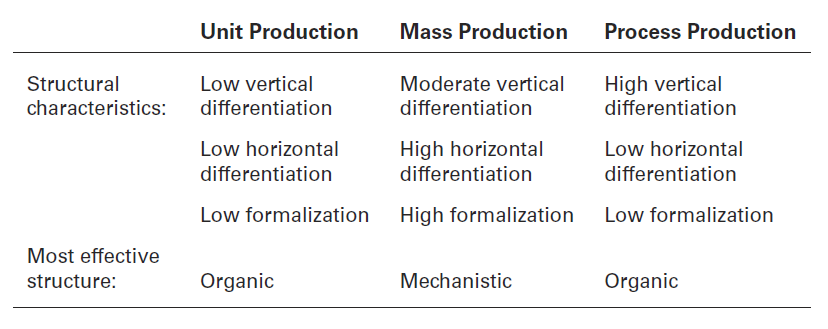 Unit Production Mass Production Process Production
Structural Low vertical Moderate vertical High vertical
characteristics: differentiation differentiation differentiation
Low horizontal High horizontal Low horizontal
differentiation differentiation differentiation
Low formalization High formalization Low formalization
Most effective
structure: Organic Mechanistic Organic